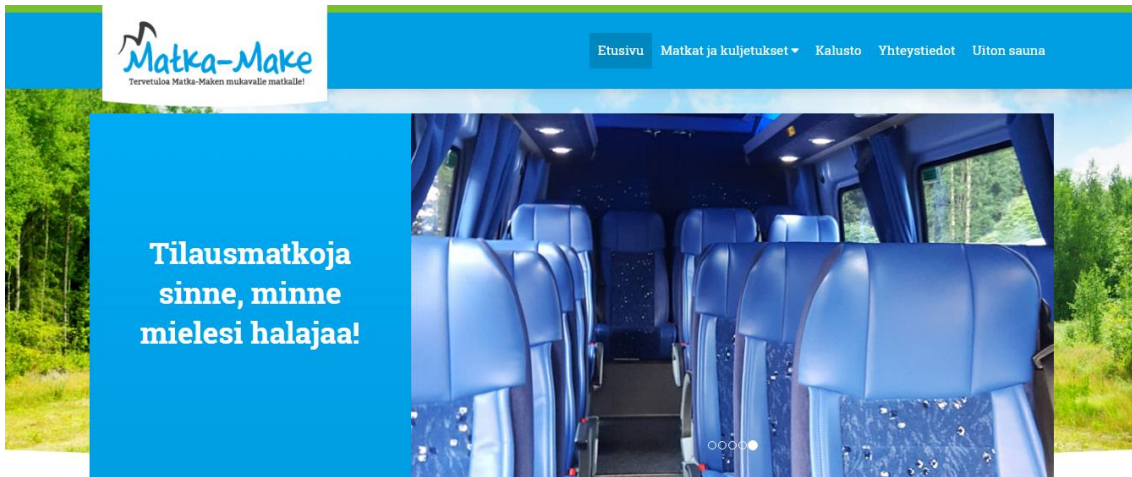 Matka-Make
Tervetuloa Matka-Maken mukavalle matkalle!
Etusivu Matkat ja kuljetukset Kalusto Yhteystiedot Uiton sauna
Tilausmatkoja
sinne, minne
mielesi halajaa!